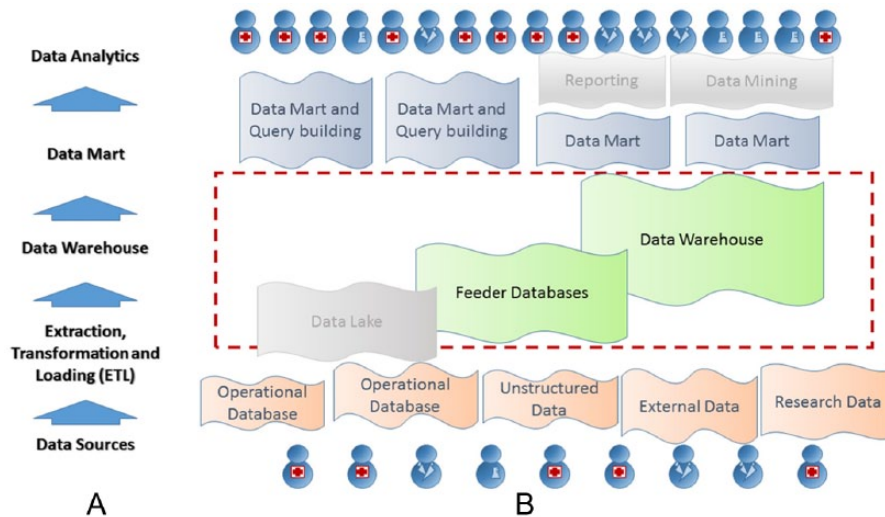 Data Analytics
Data Mart
Data Warehouse
Extraction,
Transformation and
Loading (ETL)
Data Sources
A
Reporting
Data Mining
Data Mart and
Query building
Data Mart and
Query building
Data Mart
Data Mart
Data Warehouse
Feeder Databases
Data Lake
Operational
Database
Operational
Database
Unstructured
Data
External Data
Research Data
B